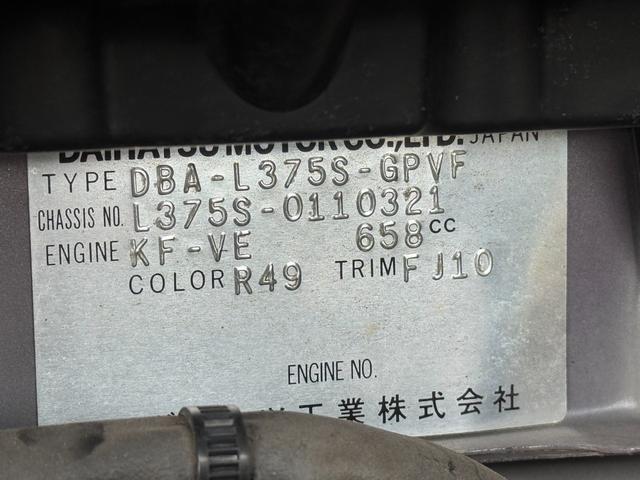 DAIHATSU MOTOR CO.,LTD. JAPAN
TYPE DBA-L375S-GPVF
CHASSIS NO. L375S-0110321
ENGINE KF-VE 658CC
COLOR R49 TRIM FJ10
ENGINE NO.
工業株式会社